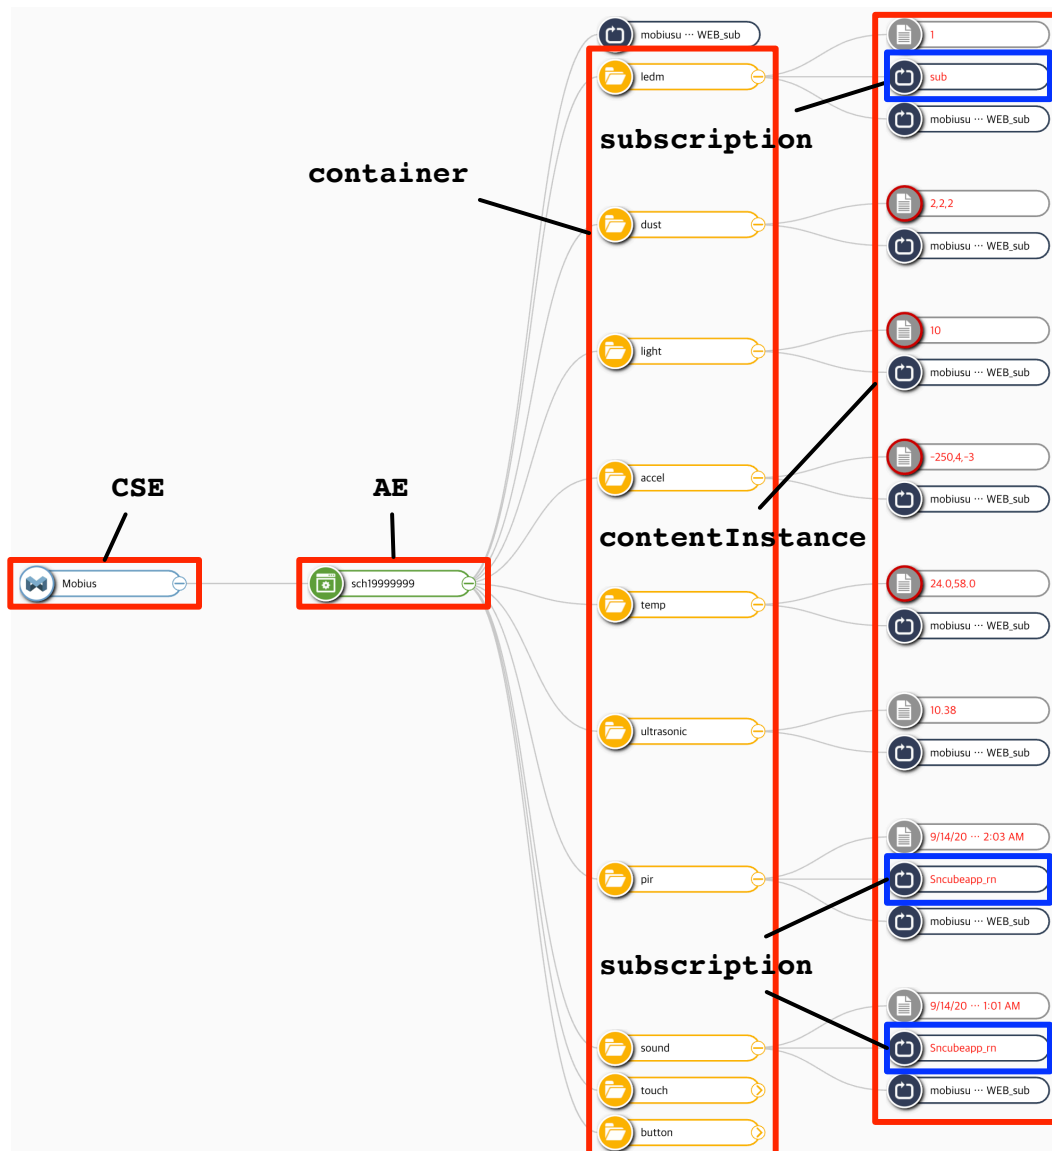 mobiusu ··· WEB_sub
1
ledm
sub
mobiusu ··· WEB_sub
subscription
container
2,2,2
dust
mobiusu ··· WEB_sub
10
light
mobiusu ··· WEB_sub
-250,4,-3
accel
CSE
AE
mobiusu ··· WEB_sub
contentInstance
Mobius
sch19999999
24.0,58.0
temp
mobiusu ··· WEB_sub
10.38
ultrasonic
mobiusu ··· WEB_sub
9/14/20 ··· 2:03 AM
pir
Sncubeapp_rn
mobiusu ··· WEB_sub
subscription
9/14/20 ··· 1:01 AM
sound
Sncubeapp_rn
touch
mobiusu ··· WEB_sub
button